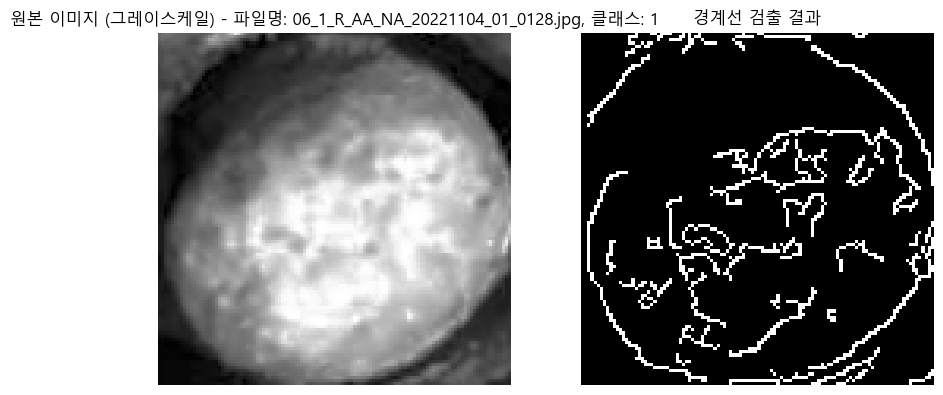 원본 이미지 (그레이스케일) - 파일명: 06_1_R_AA_NA_20221104_01_0128.jpg, 클래스: 1
경계선 검출 결과